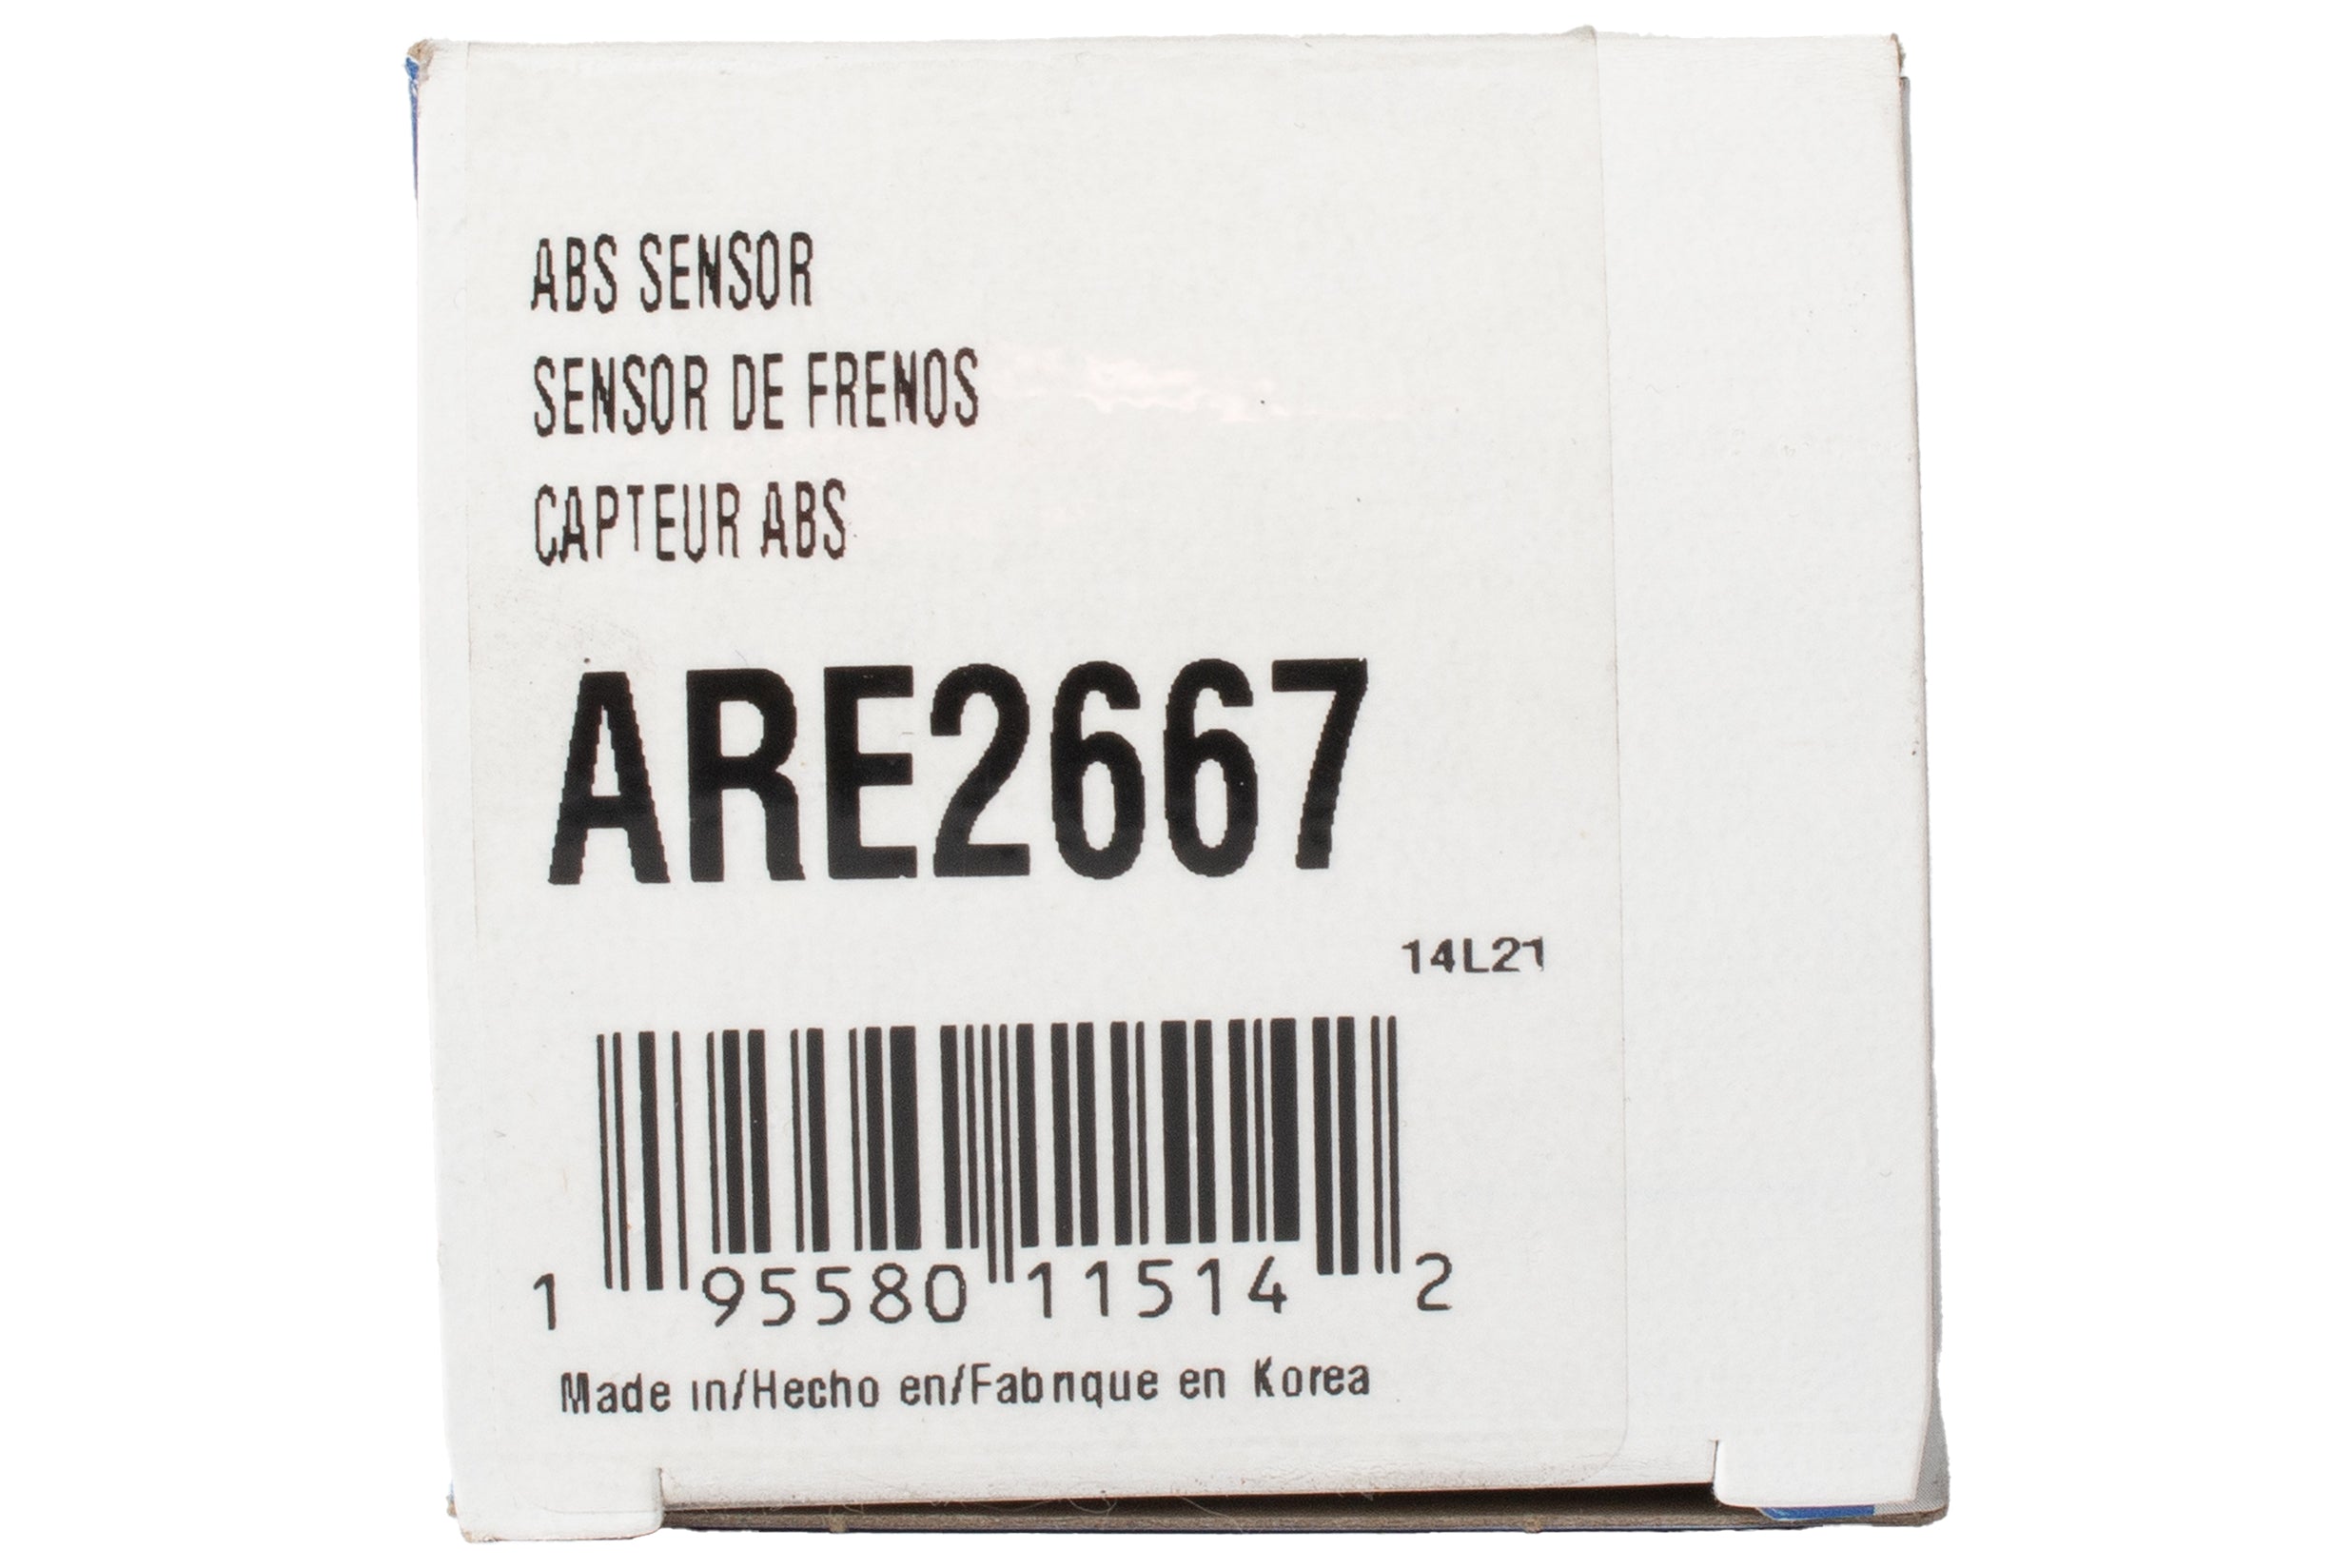 ABS SENSOR
SENSOR DE FRENOS
CAPTEUR ABS
ARE2667
14L21
1 95580 11514 2
Made in/Hecho en/Fabrique en Korea